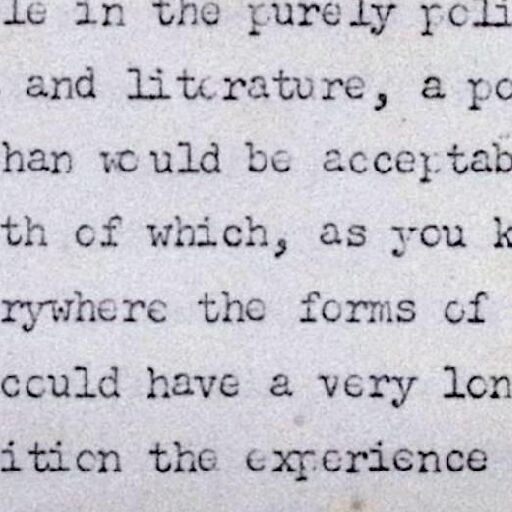 le in the purely poli
and literature, a po
han would be acceptab
th of which, as you k
rywhere the forms of
could have a very lon
ition the experience